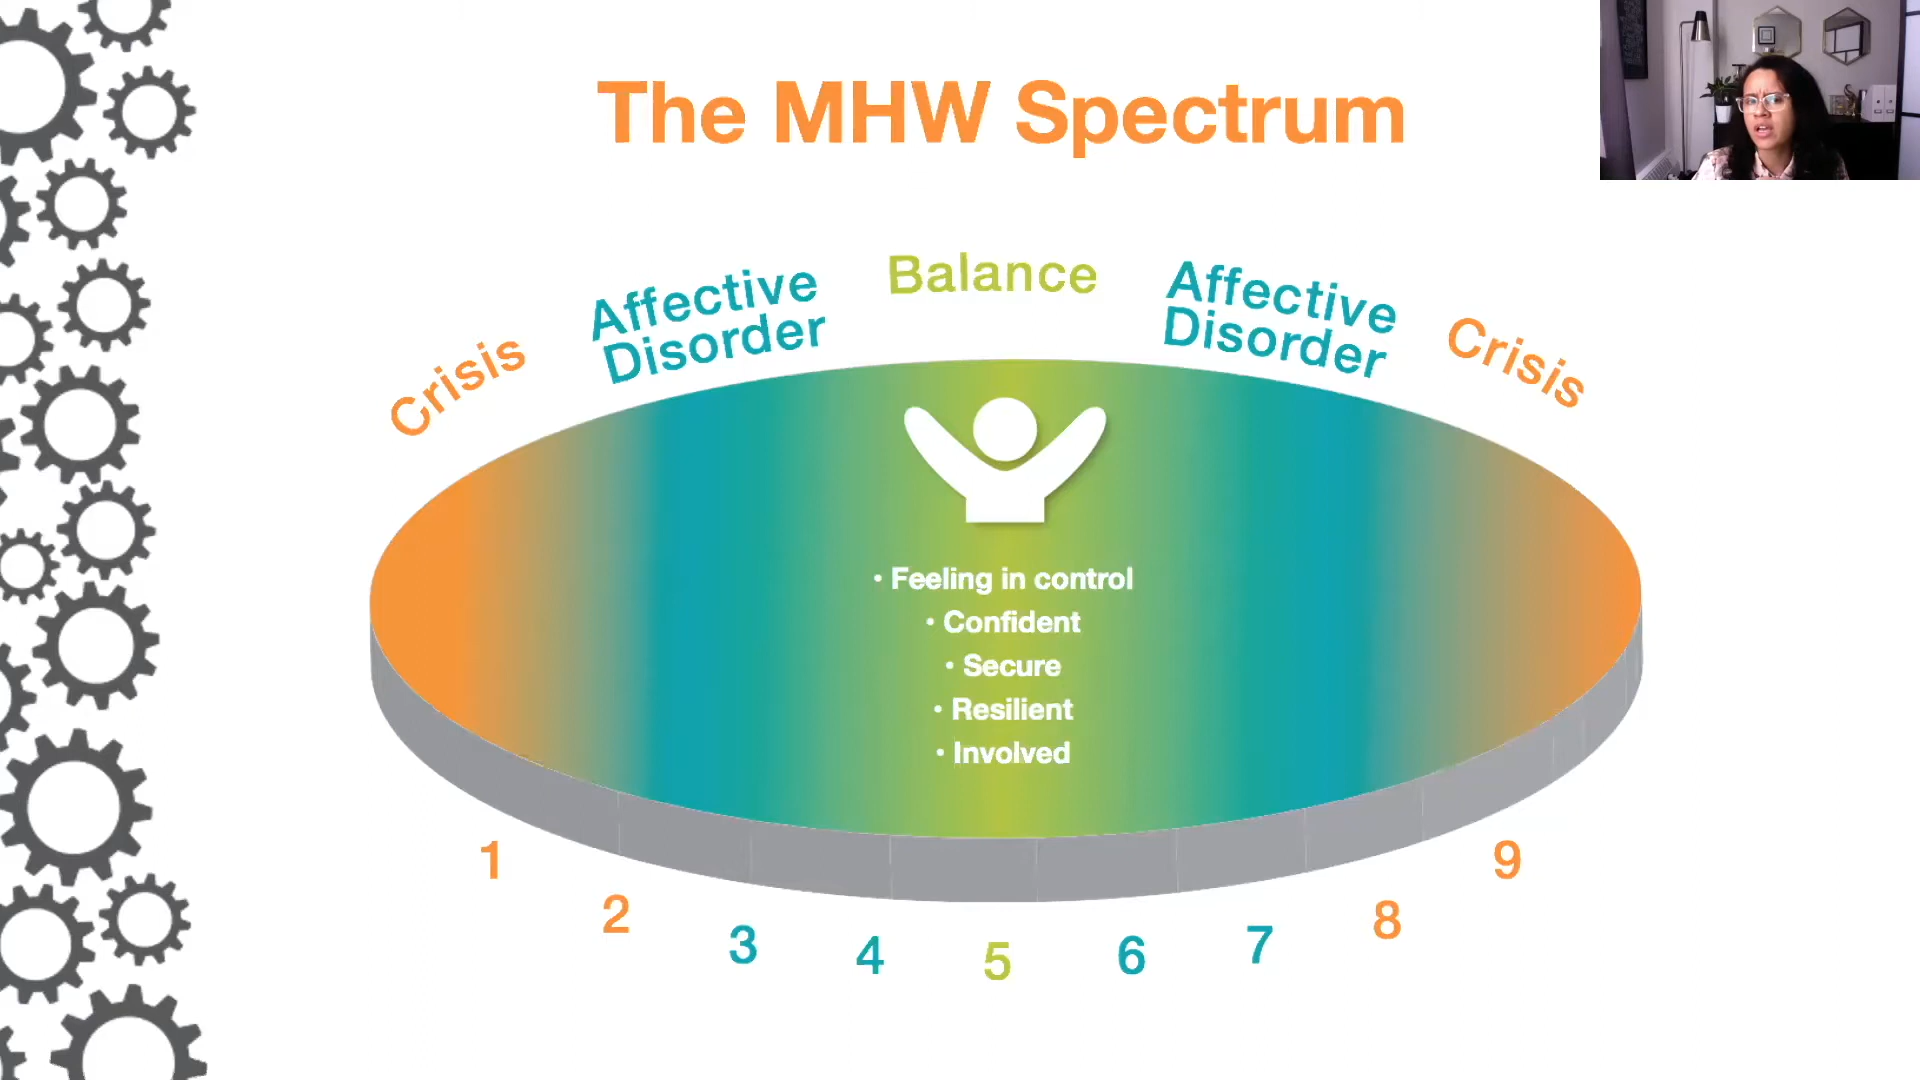 The MHW Spectrum
Crisis
Affective
Disorder
Balance
Affective
Disorder
Crisis
• Feeling in control
• Confident
• Secure
• Resilient
• Involved
1
2
3
4
5
6
7
8
9